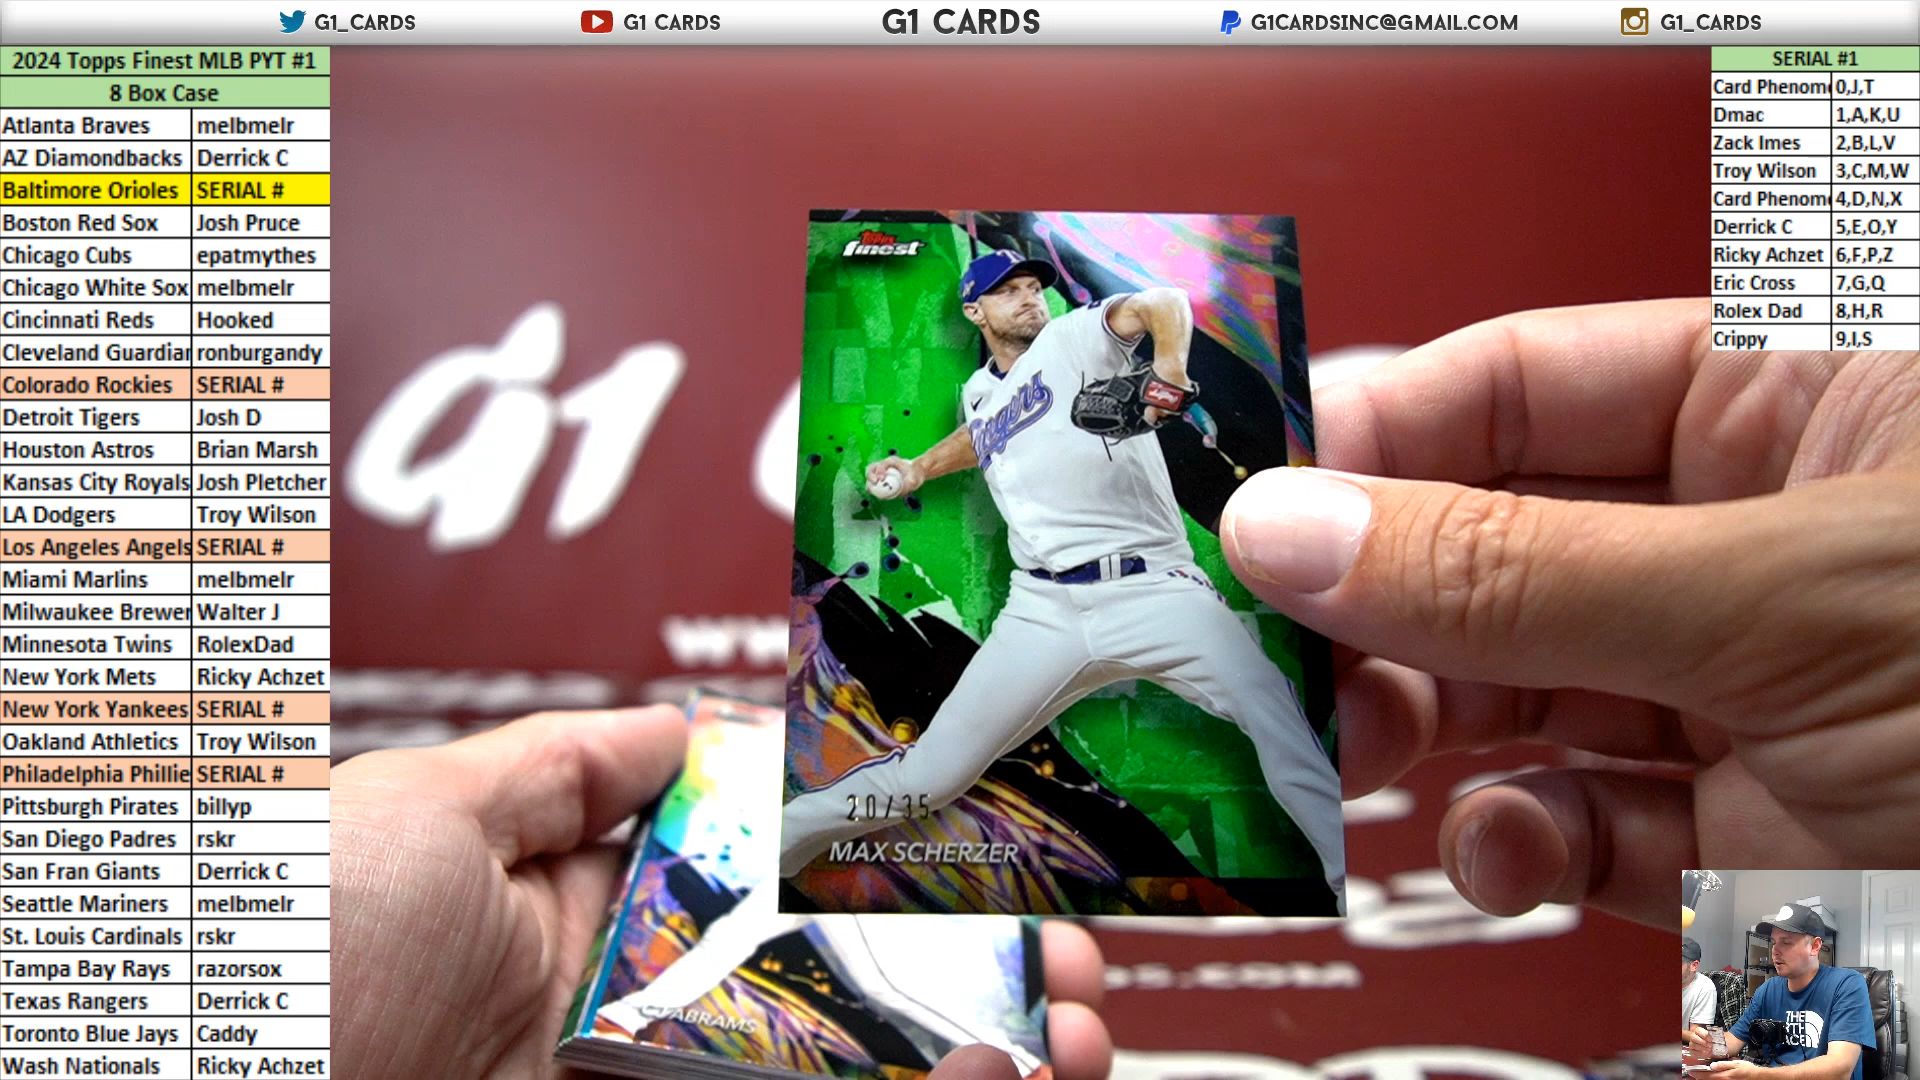 G1_CARDS
G1 CARDS
G1 CARDS
G1CARDSINC@GMAIL.COM
G1_CARDS
2024 Topps Finest MLB PYT #1
8 Box Case
Atlanta Braves melbmelr
AZ Diamondbacks Derrick C
Baltimore Orioles SERIAL #
Boston Red Sox Josh Pruce
Chicago Cubs epatmythes
Chicago White Sox melbmelr
Cincinnati Reds Hooked
Cleveland Guardian ronburgandy
Colorado Rockies SERIAL #
Detroit Tigers Josh D
Houston Astros Brian Marsh
Kansas City Royals Josh Pletcher
LA Dodgers Troy Wilson
Los Angeles Angels SERIAL #
Miami Marlins melbmelr
Milwaukee Brewer Walter J
Minnesota Twins RolexDad
New York Mets Ricky Achzet
New York Yankees SERIAL #
Oakland Athletics Troy Wilson
Philadelphia Phillie SERIAL #
Pittsburgh Pirates billyp
San Diego Padres rskr
San Fran Giants Derrick C
Seattle Mariners melbmelr
St. Louis Cardinals rskr
Tampa Bay Rays razorsox
Texas Rangers Derrick C
Toronto Blue Jays Caddy
Wash Nationals Ricky Achzet
SERIAL #1
Card Phenom 0,J,T
Dmac 1,A,K,U
Zack Imes 2,B,L,V
Troy Wilson 3,C,M,W
Card Phenom 4,D,N,X
Derrick C 5,E,O,Y
Ricky Achzet 6,F,P,Z
Eric Cross 7,G,Q
Rolex Dad 8,H,R
Crippy 9,I,S
G1
Topps
finest
Rangers
20/35
MAX SCHERZER
CJ ABRAMS
THE
NORTH
FACE